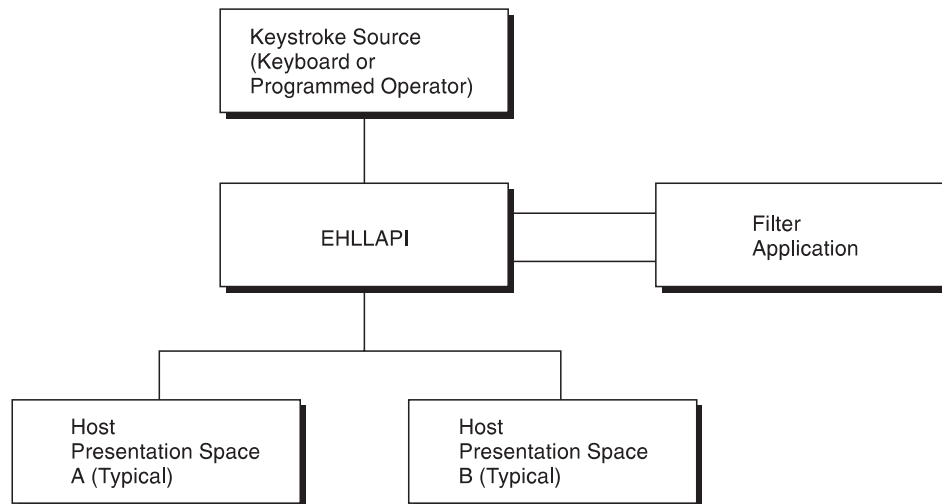 Keystroke Source
(Keyboard or
Programmed Operator)
EHLLAPI
Filter
Application
Host
Presentation Space
A (Typical)
Host
Presentation Space
B (Typical)